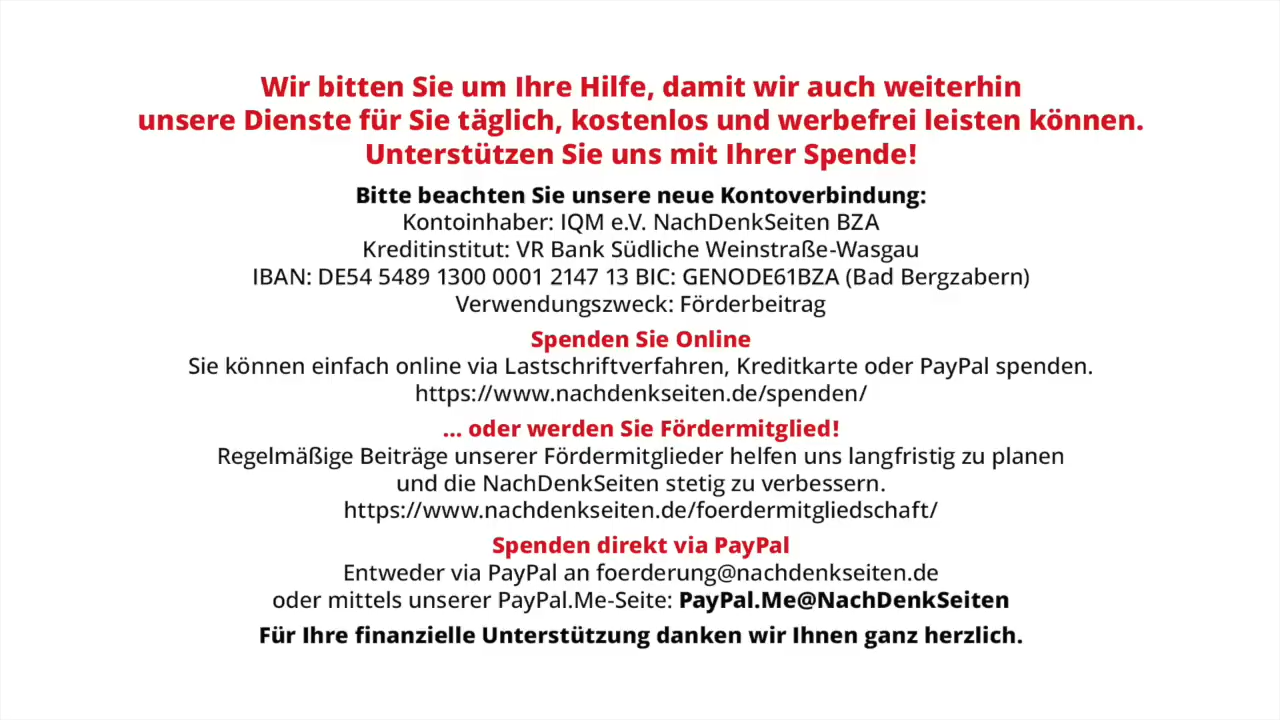 Wir bitten Sie um Ihre Hilfe, damit wir auch weiterhin
unsere Dienste für Sie täglich, kostenlos und werbefrei leisten können.
Unterstützen Sie uns mit Ihrer Spende!
Bitte beachten Sie unsere neue Kontoverbindung:
Kontoinhaber: IQM e.V. NachDenkSeiten BZA
Kreditinstitut: VR Bank Südliche Weinstraße-Wasgau
IBAN: DE54 5489 1300 0001 2147 13 BIC: GENODE61BZA (Bad Bergzabern)
Verwendungszweck: Förderbeitrag
Spenden Sie Online
Sie können einfach online via Lastschriftverfahren, Kreditkarte oder PayPal spenden.
https://www.nachdenkseiten.de/spenden/
... oder werden Sie Fördermitglied!
Regelmäßige Beiträge unserer Fördermitglieder helfen uns langfristig zu planen
und die NachDenkSeiten stetig zu verbessern.
https://www.nachdenkseiten.de/foerdermitgliedschaft/
Spenden direkt via PayPal
Entweder via PayPal an foerderung@nachdenkseiten.de
oder mittels unserer PayPal.Me-Seite: PayPal.Me@NachDenkSeiten
Für Ihre finanzielle Unterstützung danken wir Ihnen ganz herzlich.